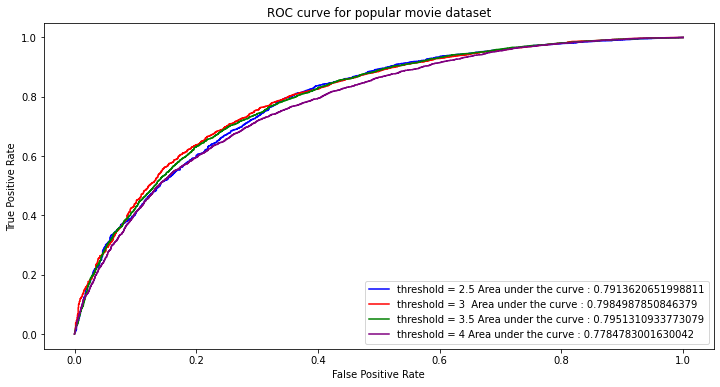 ROC curve for popular movie dataset
1.0
0.8
0.6
0.4
0.2
0.0
True Positive Rate
threshold = 2.5 Area under the curve : 0.7913620651998811
threshold = 3  Area under the curve : 0.7984987850846379
threshold = 3.5 Area under the curve : 0.7951310933773079
threshold = 4 Area under the curve : 0.7784783001630042
0.0 0.2 0.4 0.6 0.8 1.0
False Positive Rate